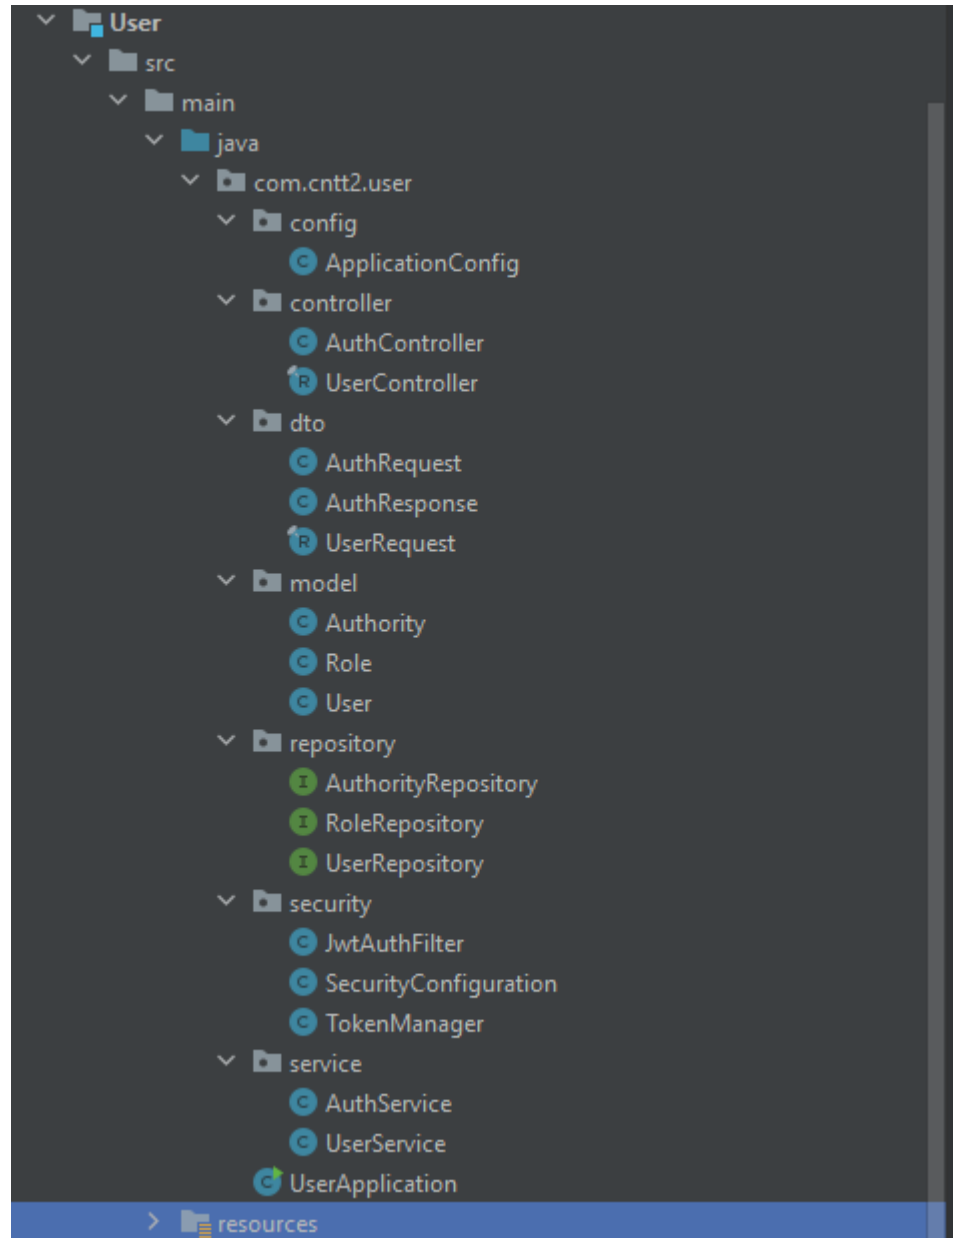 User
src
main
java
com.cntt2.user
config
C ApplicationConfig
controller
C AuthController
R UserController
dto
C AuthRequest
C AuthResponse
R UserRequest
model
C Authority
C Role
C User
repository
I AuthorityRepository
I RoleRepository
I UserRepository
security
C JwtAuthFilter
C SecurityConfiguration
C TokenManager
service
C AuthService
C UserService
C UserApplication
resources